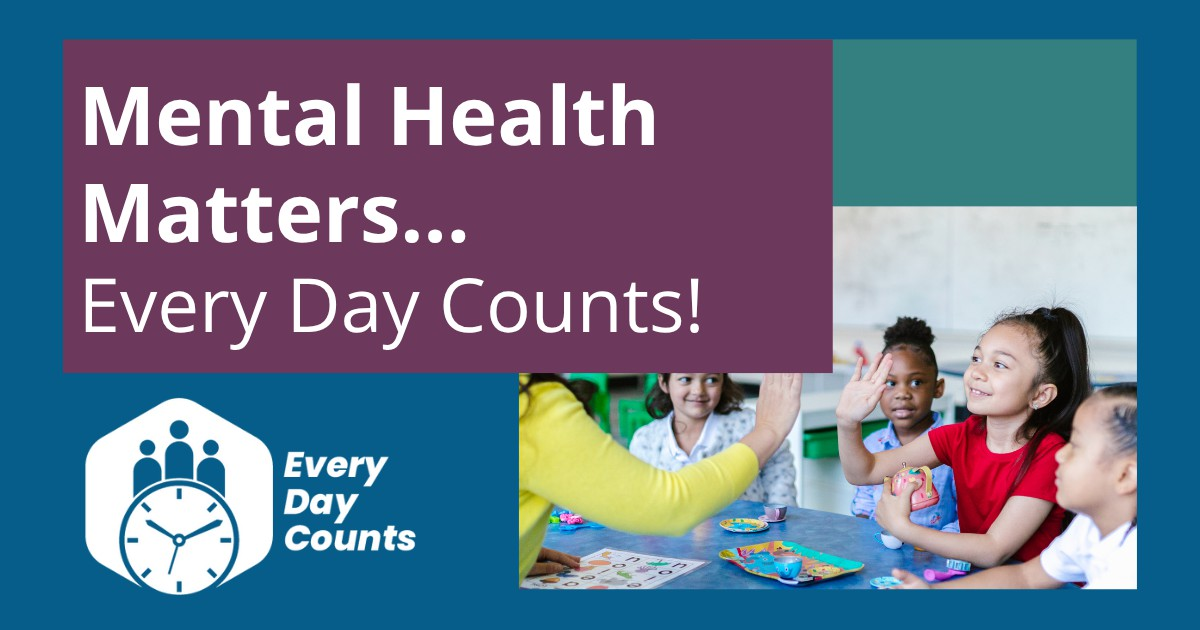 Mental Health
Matters...
Every Day Counts!
Every
Day
Counts